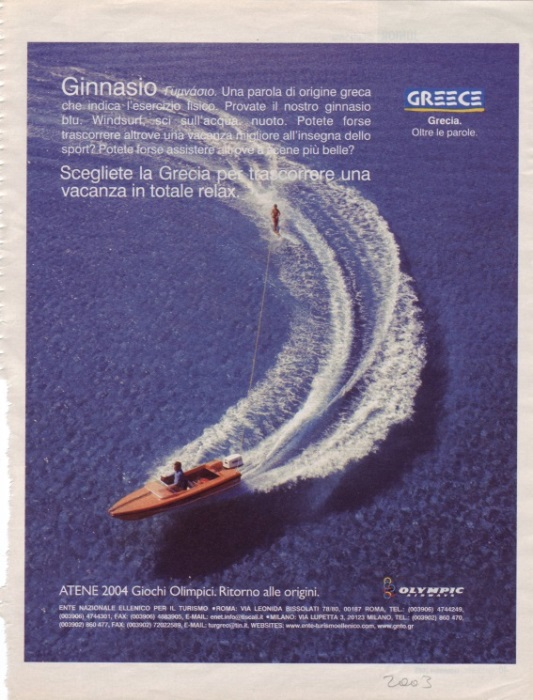 Ginnasio Γυμνάσιο. Una parola di origine greca
che indica l'esercizio fisico. Provate il nostro ginnasio
blu. Windsurf, sci sull'acqua, nuoto. Potete forse
trascorrere altrove una vacanza migliore all'insegna dello
sport? Potete forse assistere altrove a scene più belle?
Scegliete la Grecia per trascorrere una
vacanza in totale relax.
GREECE
Grecia.
Oltre le parole.
ATENE 2004 Giochi Olimpici. Ritorno alle origini.
OLYMPIC
ENTE NAZIONALE ELLENICO PER IL TURISMO •ROMA: VIA LEONIDA BISSOLATI 78/80, 00187 ROMA, TEL.: (003906) 4744249,
(003906) 4744301, FAX: (003906) 4883905, E-MAIL: •MILANO: VIA LUPETTA 3, 20123 MILANO, TEL.: (003902) 860 470,
(003902) 860 477, FAX: (003902) 72022589, E-MAIL: turgrec@tin.it, WEBSITES: www.ente-turismoellenico.com, www.gnto.gr
2003